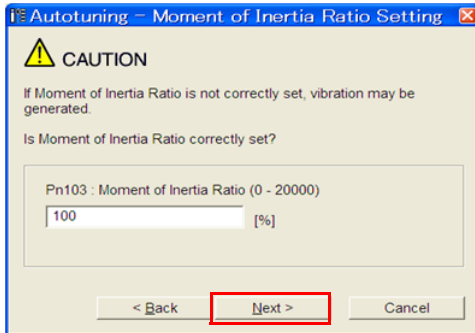 Autotuning - Moment of Inertia Ratio Setting
CAUTION
If Moment of Inertia Ratio is not correctly set, vibration may be
generated.
Is Moment of Inertia Ratio correctly set?
Pn103 : Moment of Inertia Ratio (0 - 20000)
100 [%]
< Back Next > Cancel